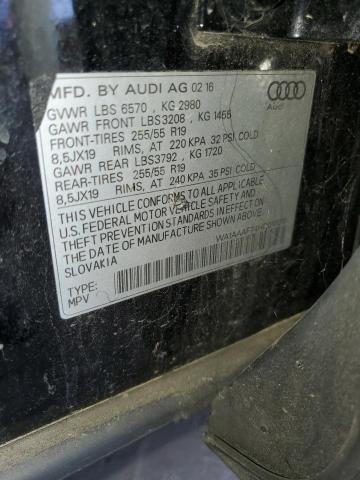 MFD. BY AUDI AG 02 16
Audi
GVWR LBS 6570 , KG 2980
GAWR FRONT LBS3208 , KG 1455
FRONT-TIRES 255/55 R19
8,5JX19 RIMS, AT 220 KPA 32 PSI COLD
GAWR REAR LBS3792 , KG 1720
REAR-TIRES 255/55 R19
8,5JX19 RIMS, AT 240 KPA 35 PSI COLD
THIS VEHICLE CONFORMS TO ALL APPLICABLE
U.S. FEDERAL MOTOR VEHICLE SAFETY AND
THEFT PREVENTION STANDARDS IN EFFECT ON
DATE OF MANUFACTURE SHOWN ABOVE.
SLOVAKIA
TYPE:
MPV